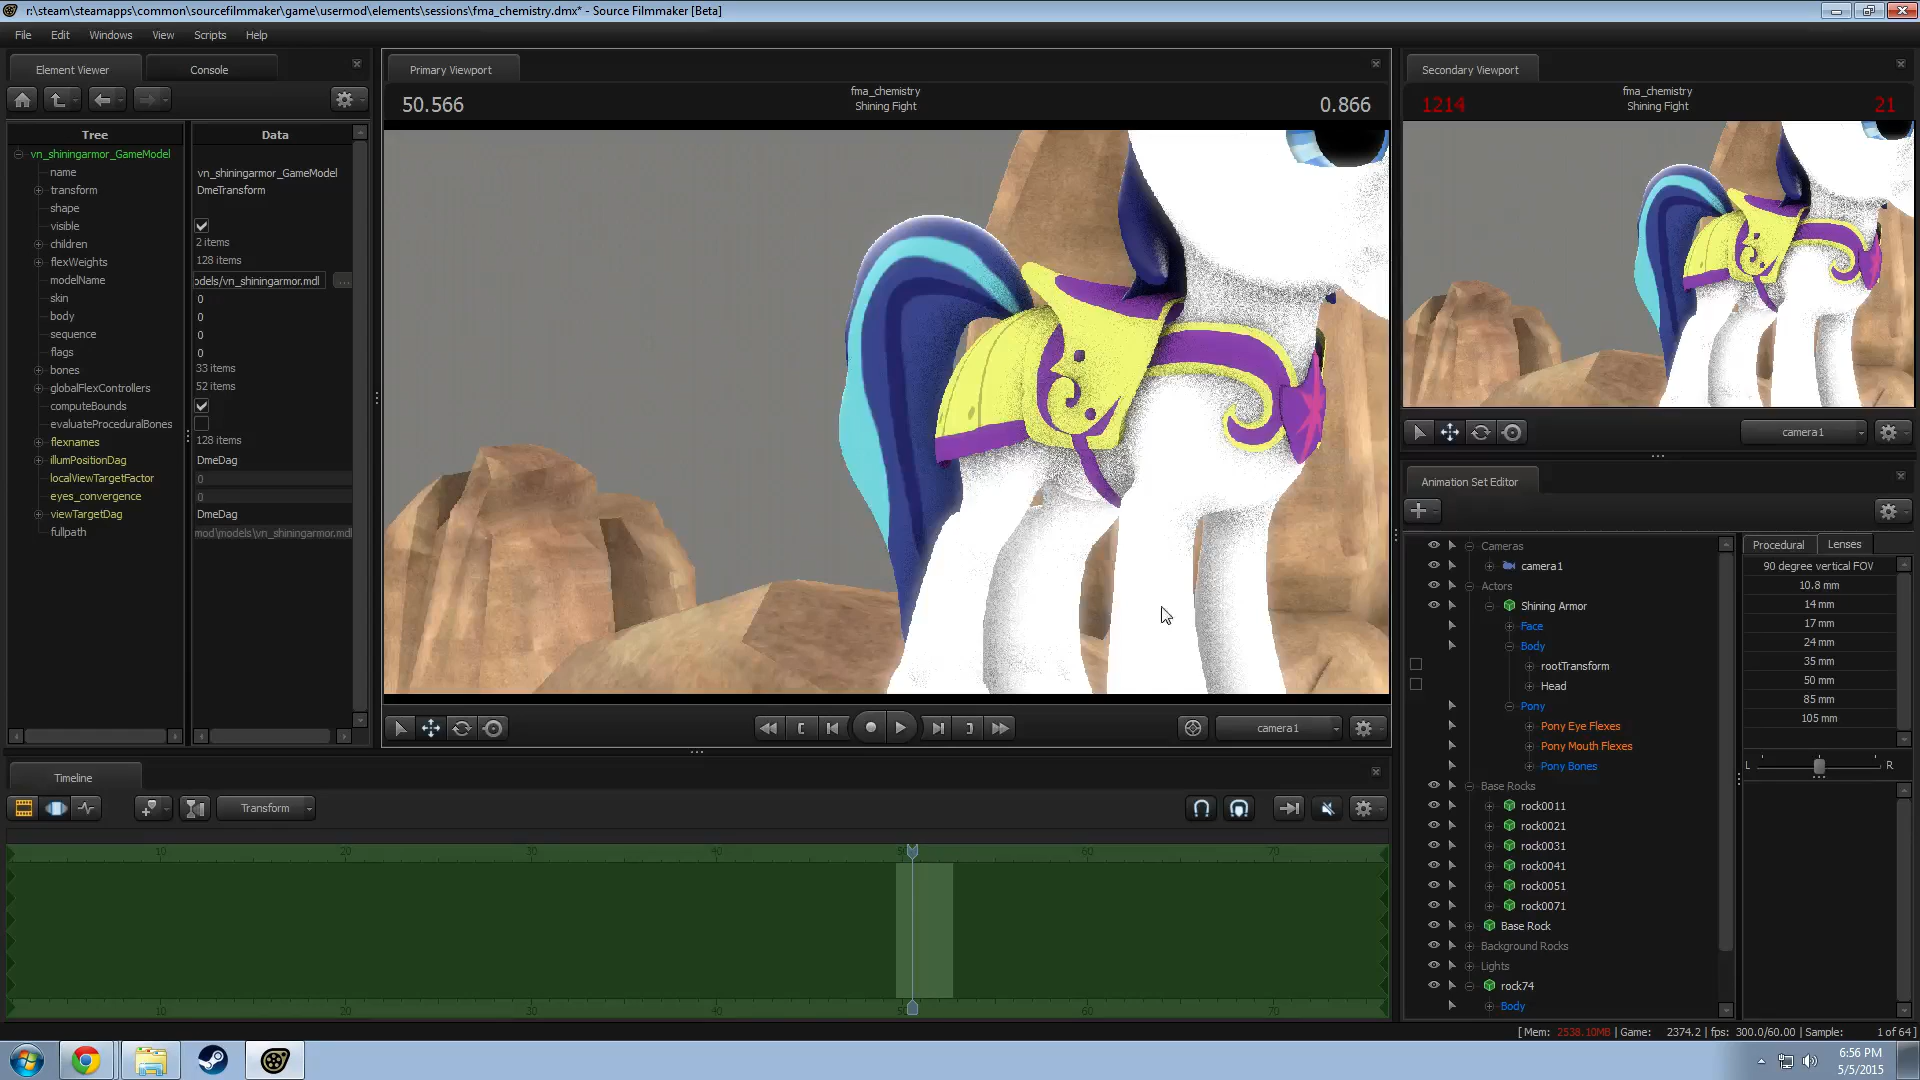 r:\steam\steamapps\common\sourcefilmmaker\game\usermod\elements\sessions\fma_chemistry.dmx* - Source Filmmaker [Beta]
File Edit Windows View Scripts Help
Element Viewer Console
Tree Data
vn_shiningarmor_GameModel
name vn_shiningarmor_GameModel
transform DmeTransform
shape
visible
children 2 items
flexWeights 128 items
modelName odels/vn_shiningarmor.mdl ...
skin 0
body 0
sequence 0
flags 0
bones 33 items
globalFlexControllers 52 items
computeBounds
evaluateProceduralBones
flexnames 128 items
illumPositionDag DmeDag
localViewTargetFactor 0
eyes_convergence 0
viewTargetDag DmeDag
fullpath mod\models\vn_shiningarmor.mdl
Primary Viewport
50.566
fma_chemistry
Shining Fight
0.866
camera1
Secondary Viewport
1214
fma_chemistry
Shining Fight
21
camera1
Animation Set Editor
Cameras
camera1
Actors
Shining Armor
Face
Body
rootTransform
Head
Pony
Pony Eye Flexes
Pony Mouth Flexes
Pony Bones
Base Rocks
rock0011
rock0021
rock0031
rock0041
rock0051
rock0071
Base Rock
Background Rocks
Lights
rock74
Body
Procedural Lenses
90 degree vertical FOV
10.8 mm
14 mm
17 mm
24 mm
35 mm
50 mm
85 mm
105 mm
L R
Timeline
Transform
10 20 30 40 60 70
10 20 30 40 60 70
[ Mem: 2538.10MB | Game: 2374.2 | fps: 300.0/60.00 | Sample: 1 of 64 ]
6:56 PM
5/5/2015